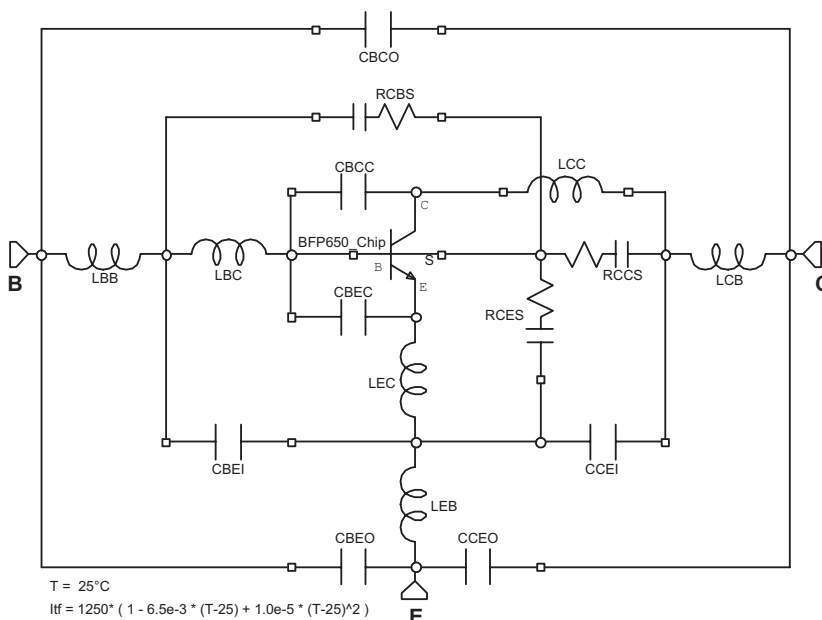 CBCO
RCBS
CBCC
LCC
C
BFP650_Chip
B
LBB
LBC
B
S
RCCS
LCB
C
E
CBEC
RCES
LEC
CBEI
CCEI
LEB
CBEO
CCEO
T = 25°C
Itf = 1250* ( 1 - 6.5e-3 * (T-25) + 1.0e-5 * (T-25)^2 )
E